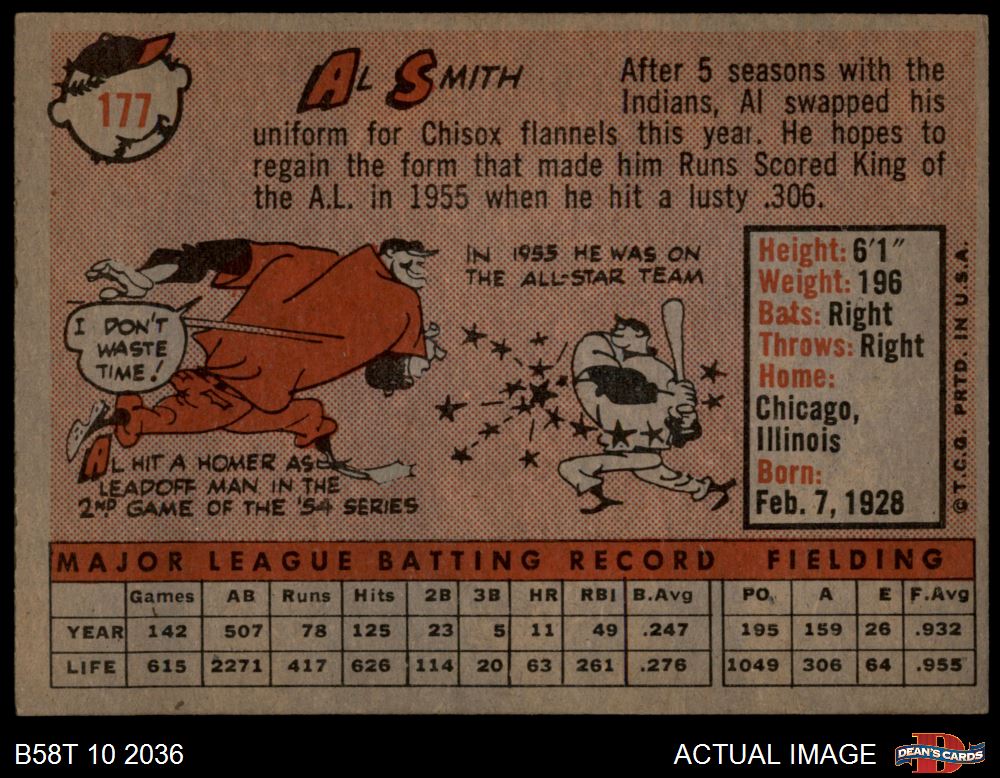 177
AL SMITH
After 5 seasons with the
Indians, Al swapped his
uniform for Chisox flannels this year. He hopes to
regain the form that made him Runs Scored King of
the A.L. in 1955 when he hit a lusty .306.
IN 1955 HE WAS ON
THE ALL-STAR TEAM
I DON'T
WASTE
TIME!
AL HIT A HOMER AS
LEADOFF MAN IN THE
2ND GAME OF THE '54 SERIES
Height: 6'1"
Weight: 196
Bats: Right
Throws: Right
Home:
Chicago,
Illinois
Born:
Feb. 7, 1928
© T.C.G. PRTD. IN U.S.A.
MAJOR LEAGUE BATTING RECORD FIELDING
Games AB Runs Hits 2B 3B HR RBI B.Avg PO. A E F.Avg
YEAR 142 507 78 125 23 5 11 49 .247 195 159 26 .932
LIFE 615 2271 417 626 114 20 63 261 .276 1049 306 64 .955
B58T 10 2036
ACTUAL IMAGE
D
DEAN'S CARDS